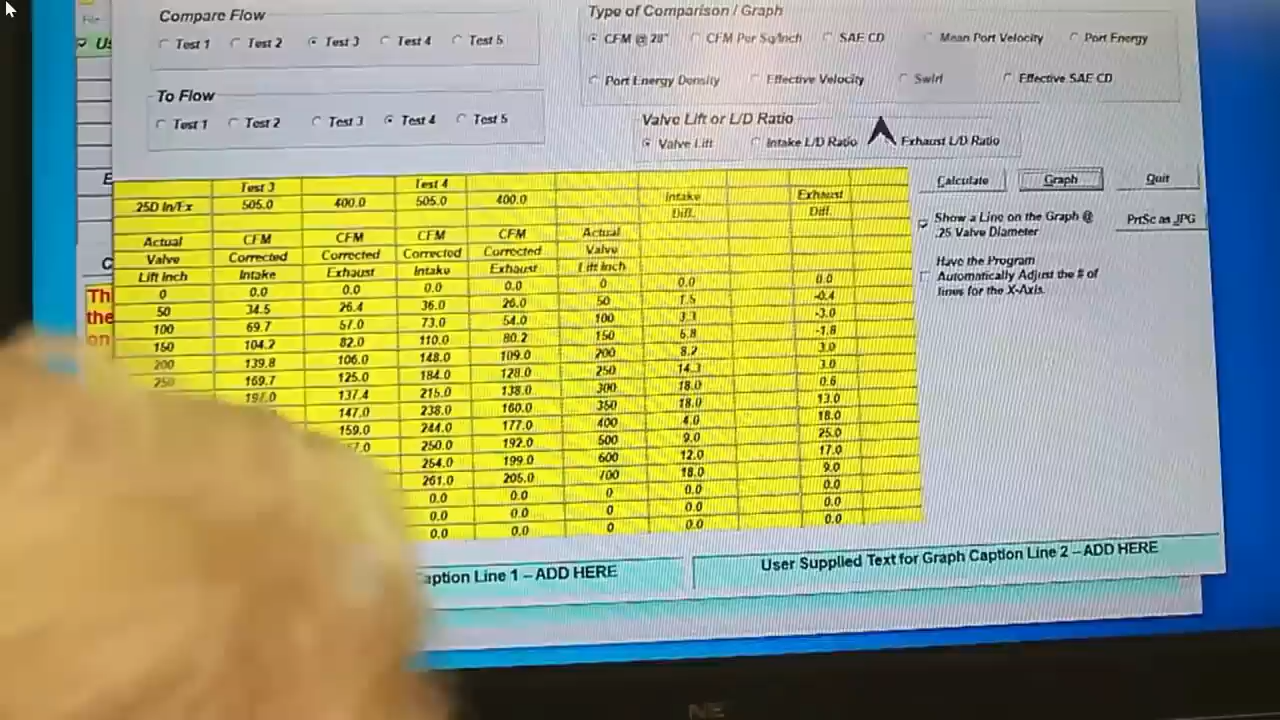 File
Compare Flow
Test 1 Test 2 Test 3 Test 4 Test 5
To Flow
Test 1 Test 2 Test 3 Test 4 Test 5
Type of Comparison / Graph
CFM @ 28" CFM Per Sq/Inch SAE CD Mean Port Velocity Port Energy
Port Energy Density Effective Velocity Swirl Effective SAE CD
Valve Lift or L/D Ratio
Valve Lift Intake L/D Ratio Exhaust L/D Ratio
Calculate Graph Quit
Show a Line on the Graph @
.25 Valve Diameter
PrtSc as JPG
Have the Program
Automatically Adjust the # of
lines for the X-Axis.
Test 3 Test 4 Intake Exhaust
.25D In/Ex 505.0 400.0 505.0 400.0 Diff. Diff.
Actual CFM CFM CFM CFM Actual
Valve Corrected Corrected Corrected Corrected Valve
Lift Inch Intake Exhaust Intake Exhaust Lift Inch
0 0.0 0.0 0.0 0.0 0 0.0 0.0
50 34.5 26.4 36.0 26.0 50 1.5 -0.4
100 69.7 57.0 73.0 54.0 100 3.3 -3.0
150 104.2 82.0 110.0 80.2 150 5.8 -1.8
200 139.8 106.0 148.0 109.0 200 8.2 3.0
250 169.7 125.0 184.0 128.0 250 14.3 3.0
197.0 137.4 215.0 138.0 300 18.0 0.6
147.0 238.0 160.0 350 18.0 13.0
159.0 244.0 177.0 400 4.0 18.0
250.0 192.0 500 9.0 25.0
254.0 199.0 600 12.0 17.0
261.0 205.0 700 18.0 9.0
0.0 0.0 0 0.0 0.0
0.0 0.0 0 0.0 0.0
0.0 0.0 0 0.0 0.0
Th
the
on
Caption Line 1 – ADD HERE
User Supplied Text for Graph Caption Line 2 – ADD HERE